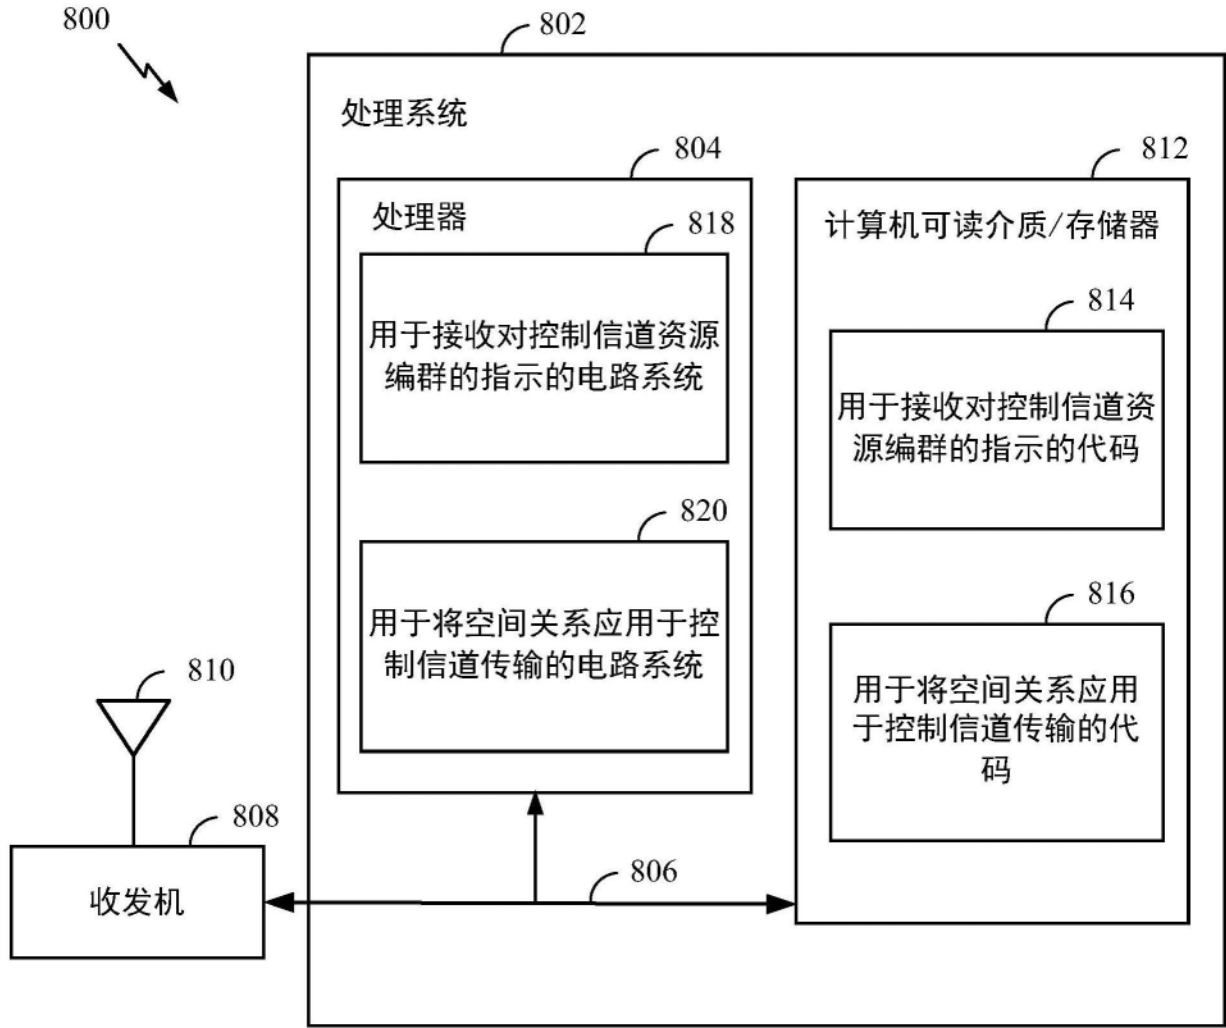 800
802
处理系统
804
812
处理器
计算机可读介质/存储器
818
用于接收对控制信道资源
编群的指示的电路系统
814
用于接收对控制信道资
源编群的指示的代码
820
用于将空间关系应用于控
制信道传输的电路系统
816
用于将空间关系应用
于控制信道传输的代
码
810
808
收发机
806